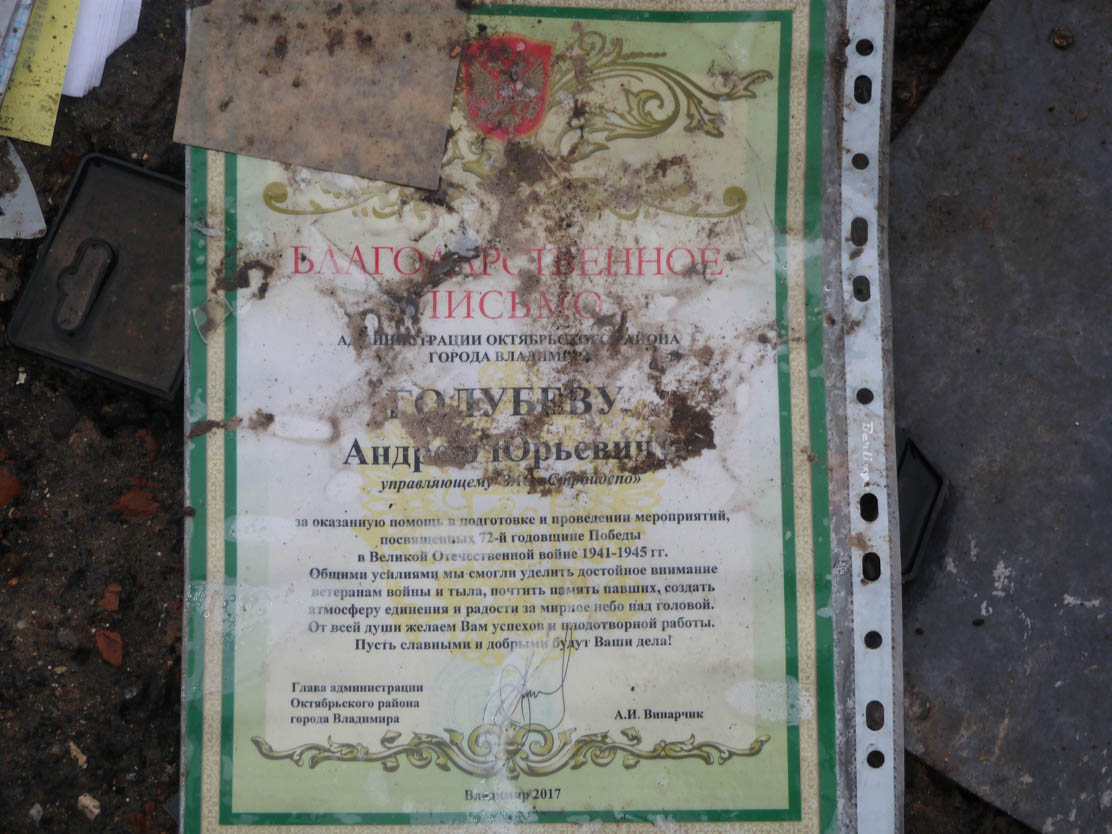 БЛАГОДАРСТВЕННОЕ
ПИСЬМО
АДМИНИСТРАЦИИ ОКТЯБРЬСКОГО РАЙОНА
ГОРОДА ВЛАДИМИРА
ГОЛУБЕВУ
Андрею Юрьевичу
управляющему ЗАО «Стройдепо»
за оказанную помощь в подготовке и проведении мероприятий,
посвященных 72-й годовщине Победы
в Великой Отечественной войне 1941-1945 гг.
Общими усилиями мы смогли уделить достойное внимание
ветеранам войны и тыла, почтить память павших, создать
атмосферу единения и радости за мирное небо над головой.
От всей души желаем Вам успехов и плодотворной работы.
Пусть славными и добрыми будут Ваши дела!
Глава администрации
Октябрьского района
города Владимира
А.И. Винарчик
Владимир 2017
Berlingo